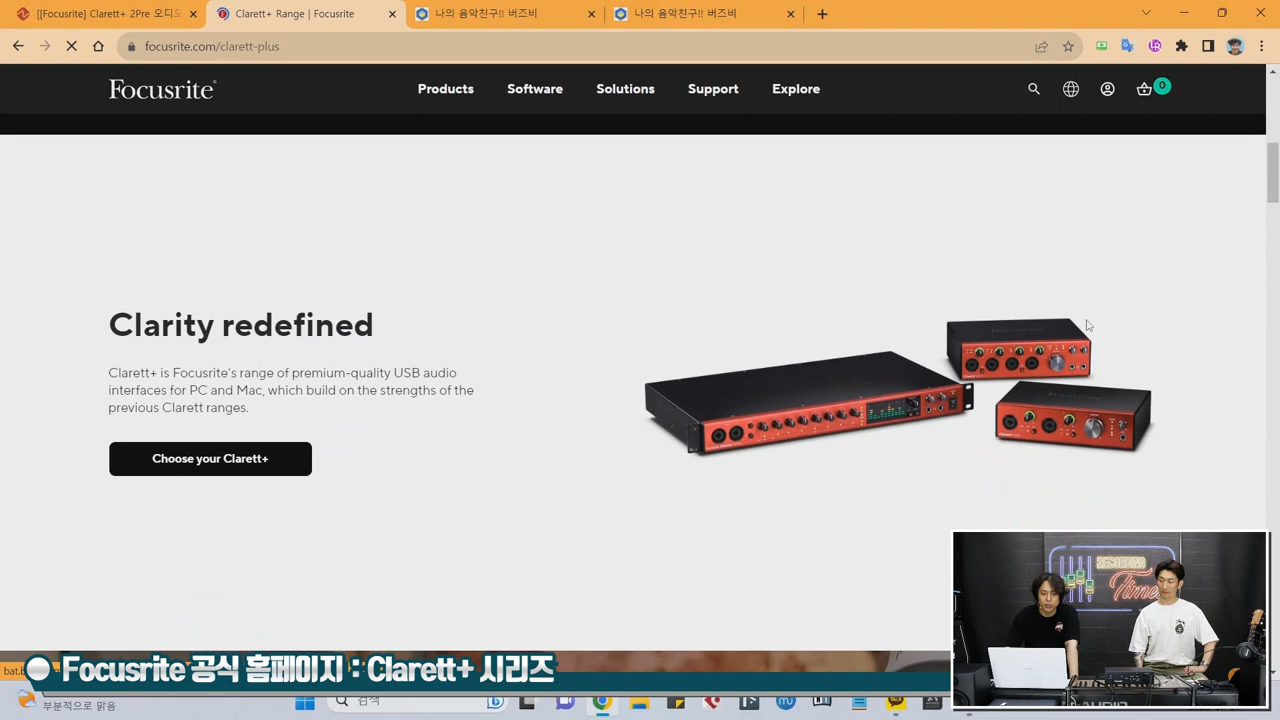 [[Focusrite] Clarett+ 2Pre 오디오
Clarett+ Range | Focusrite
나의 음악친구!! 버즈비
나의 음악친구!! 버즈비
focusrite.com/clarett-plus
Focusrite
Products
Software
Solutions
Support
Explore
0
Clarity redefined
Clarett+ is Focusrite's range of premium-quality USB audio
interfaces for PC and Mac, which build on the strengths of the
previous Clarett ranges.
Choose your Clarett+
RECORDING
Time
Focusrite 공식 홈페이지 : Clarett+ 시리즈
부분적으로 맑음
검색